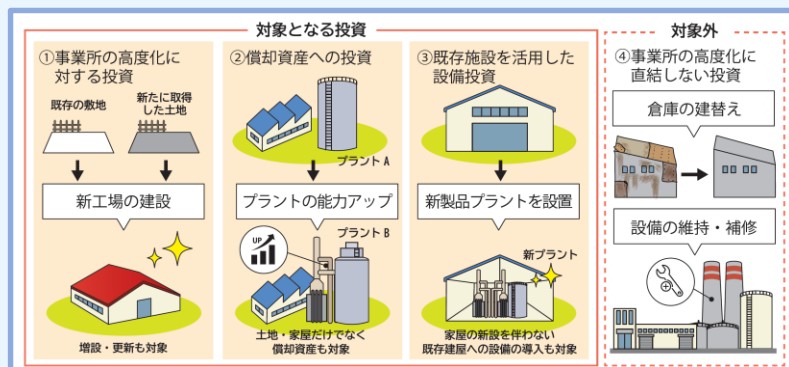 対象となる投資
①事業所の高度化に
対する投資
既存の敷地
新たに取得
した土地
新工場の建設
増設・更新も対象
②償却資産への投資
プラントA
プラントの能力アップ
UP
プラントB
土地・家屋だけでなく
償却資産も対象
③既存施設を活用した
設備投資
新製品プラントを設置
新プラント
家屋の新設を伴わない
既存建屋への設備の導入も対象
対象外
④事業所の高度化に
直結しない投資
倉庫の建替え
設備の維持・補修